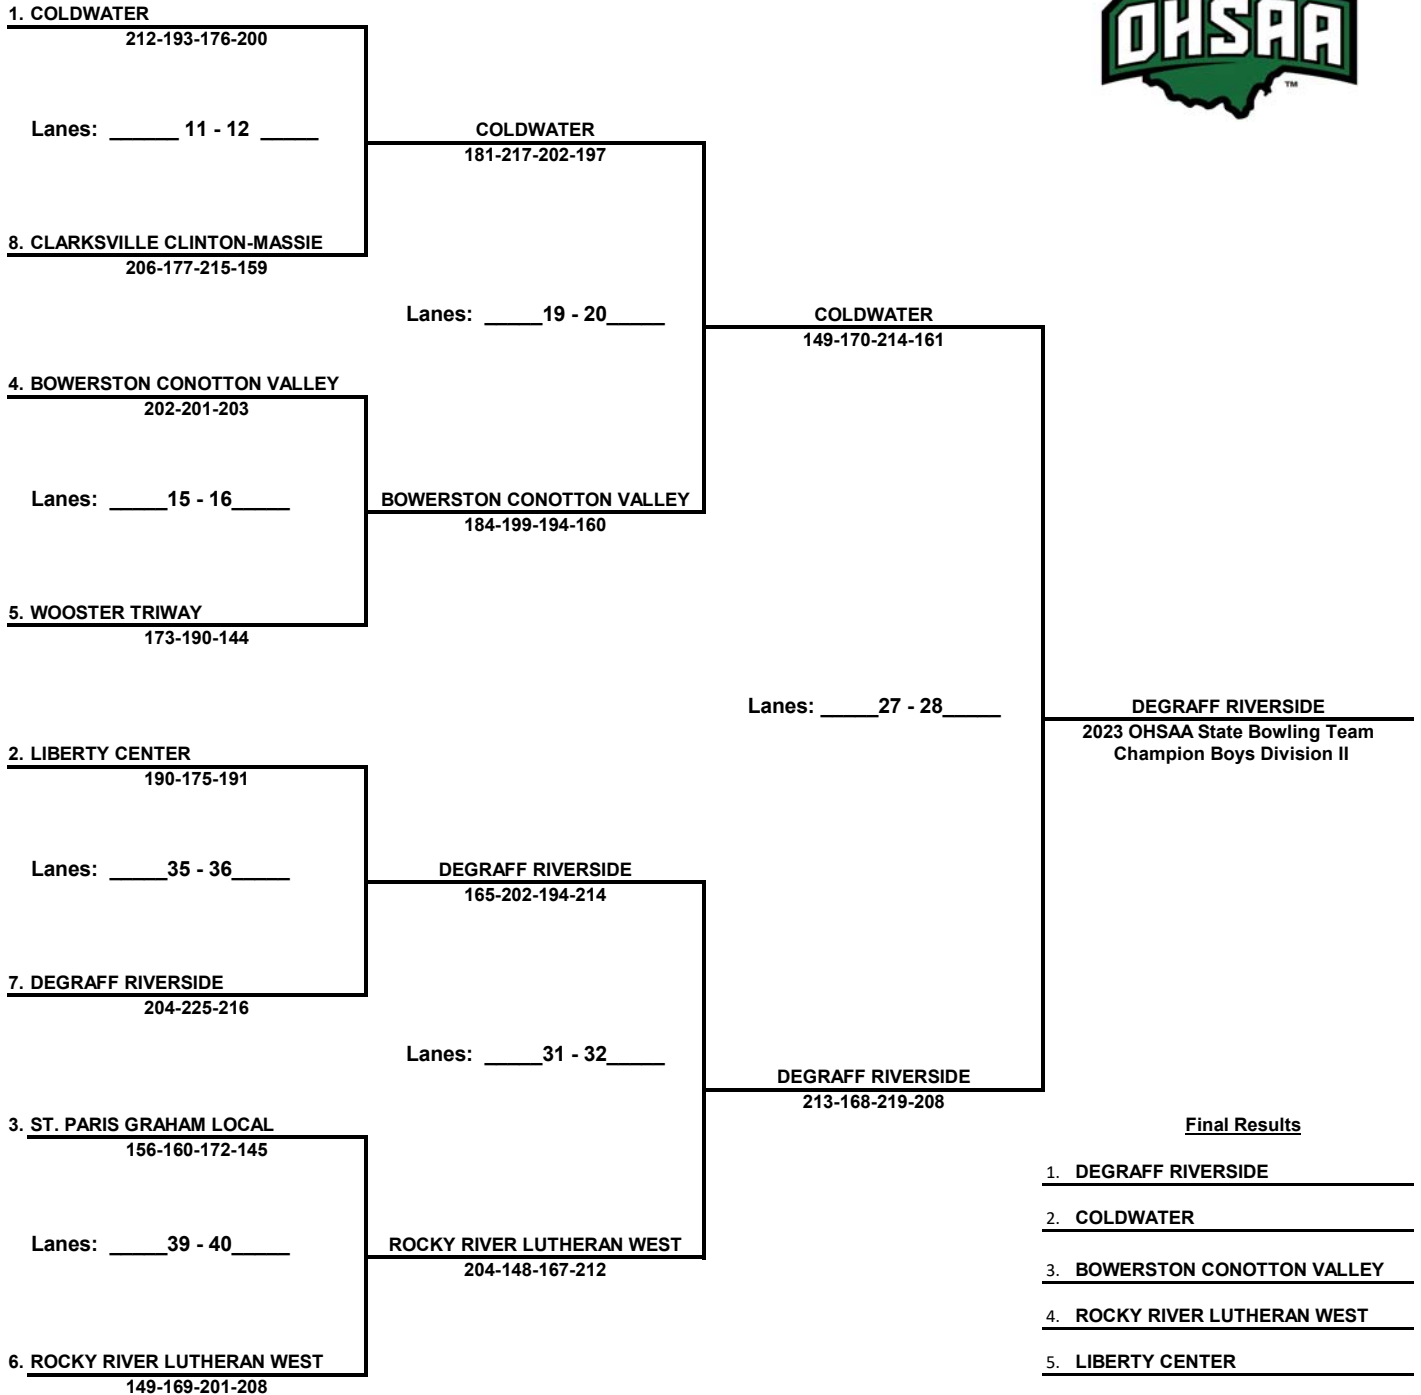 1. COLDWATER
212-193-176-200
OHSAA
TM
Lanes: ______ 11 - 12 _____
COLDWATER
181-217-202-197
8. CLARKSVILLE CLINTON-MASSIE
206-177-215-159
Lanes: _____19 - 20_____
COLDWATER
149-170-214-161
4. BOWERSTON CONOTTON VALLEY
202-201-203
Lanes: _____15 - 16_____
BOWERSTON CONOTTON VALLEY
184-199-194-160
5. WOOSTER TRIWAY
173-190-144
Lanes: _____27 - 28_____
DEGRAFF RIVERSIDE
2023 OHSAA State Bowling Team
Champion Boys Division II
2. LIBERTY CENTER
190-175-191
Lanes: _____35 - 36_____
DEGRAFF RIVERSIDE
165-202-194-214
7. DEGRAFF RIVERSIDE
204-225-216
Lanes: _____31 - 32_____
DEGRAFF RIVERSIDE
213-168-219-208
3. ST. PARIS GRAHAM LOCAL
156-160-172-145
Lanes: _____39 - 40_____
ROCKY RIVER LUTHERAN WEST
204-148-167-212
6. ROCKY RIVER LUTHERAN WEST
149-169-201-208
Final Results
1. DEGRAFF RIVERSIDE
2. COLDWATER
3. BOWERSTON CONOTTON VALLEY
4. ROCKY RIVER LUTHERAN WEST
5. LIBERTY CENTER